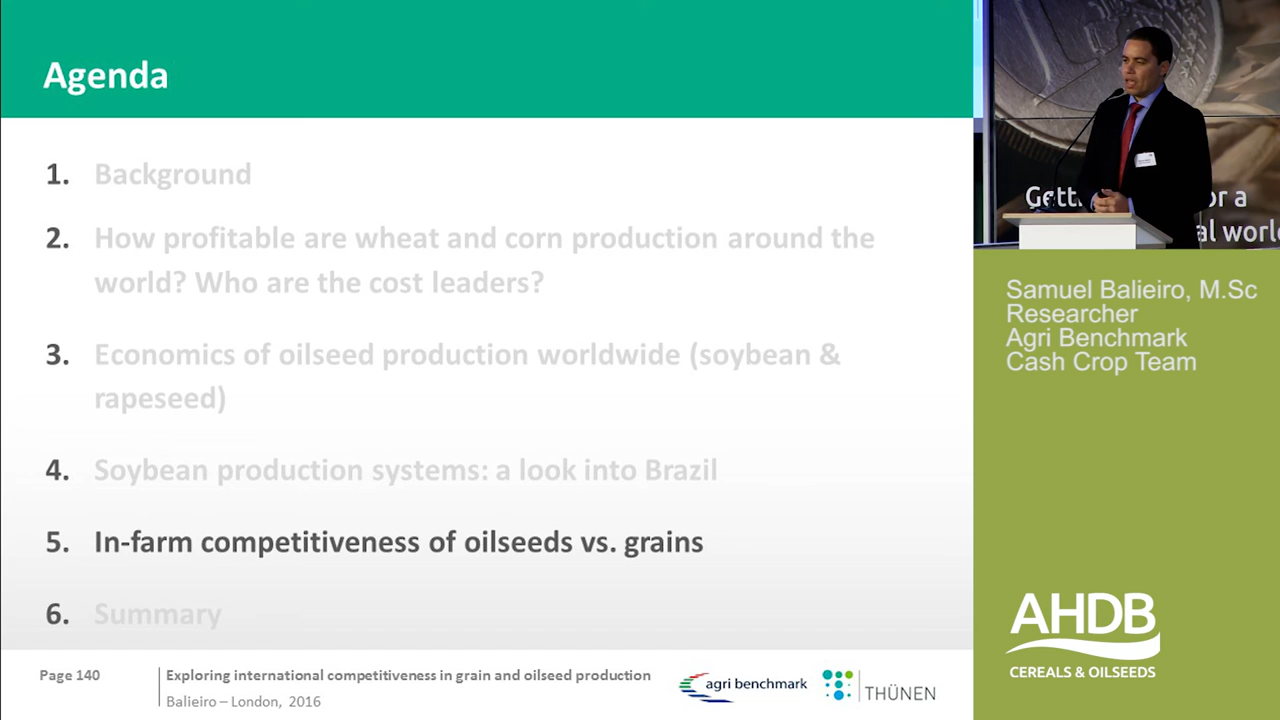 Agenda
1. Background
2. How profitable are wheat and corn production around the
world? Who are the cost leaders?
3. Economics of oilseed production worldwide (soybean &
rapeseed)
4. Soybean production systems: a look into Brazil
5. In-farm competitiveness of oilseeds vs. grains
6. Summary
Page 140
Exploring international competitiveness in grain and oilseed production
Balieiro – London, 2016
agri benchmark
THÜNEN
or a
Samuel Balieiro, M.Sc
Researcher
Agri Benchmark
Cash Crop Team
AHDB
CEREALS & OILSEEDS